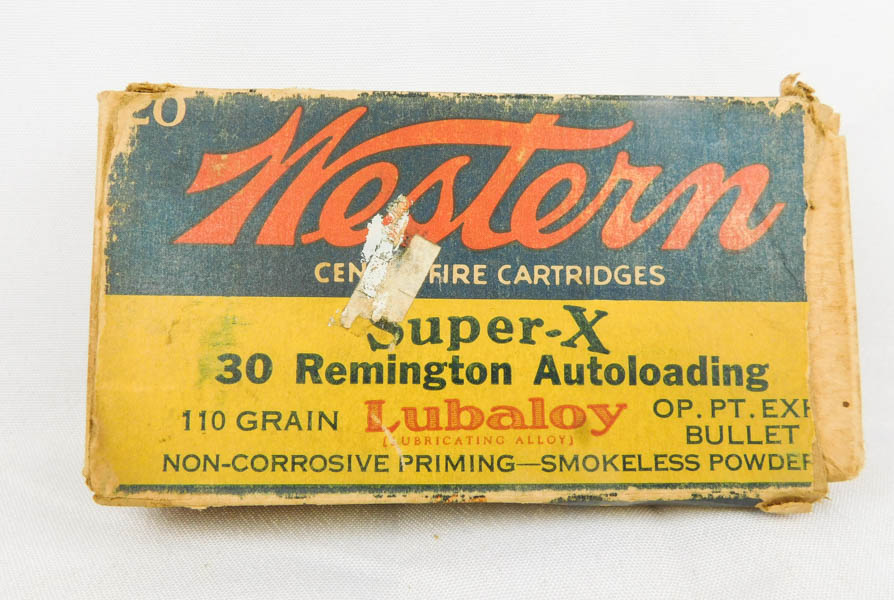 20
Western
CEN FIRE CARTRIDGES
Super-X
30 Remington Autoloading
110 GRAIN Lubaloy OP. PT. EXP
(LUBRICATING ALLOY) BULLET
NON-CORROSIVE PRIMING—SMOKELESS POWDER